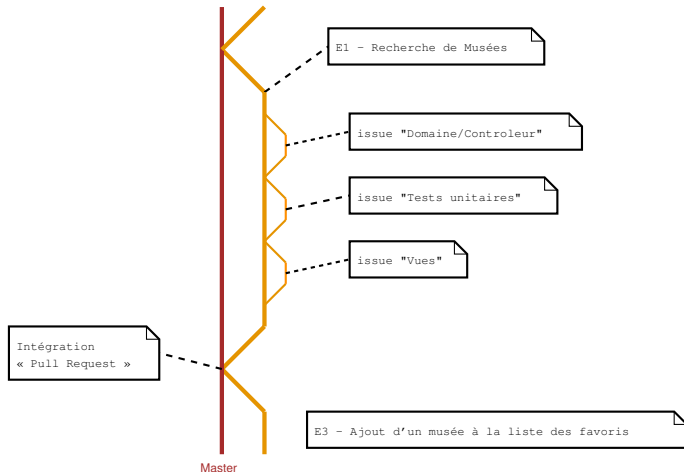 E1 - Recherche de Musées
issue "Domaine/Controleur"
issue "Tests unitaires"
issue "Vues"
Intégration
« Pull Request »
E3 - Ajout d’un musée à la liste des favoris
Master